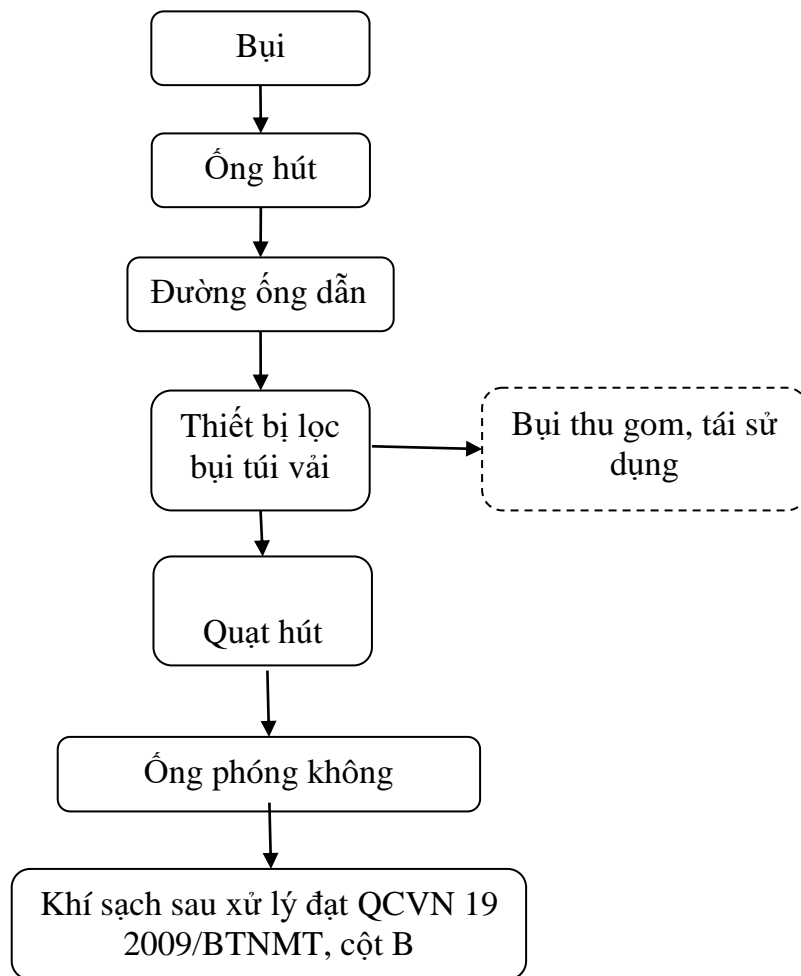 Bụi
Ống hút
Đường ống dẫn
Thiết bị lọc
bụi túi vải
Bụi thu gom, tái sử
dụng
Quạt hút
Ống phóng không
Khí sạch sau xử lý đạt QCVN 19
2009/BTNMT, cột B